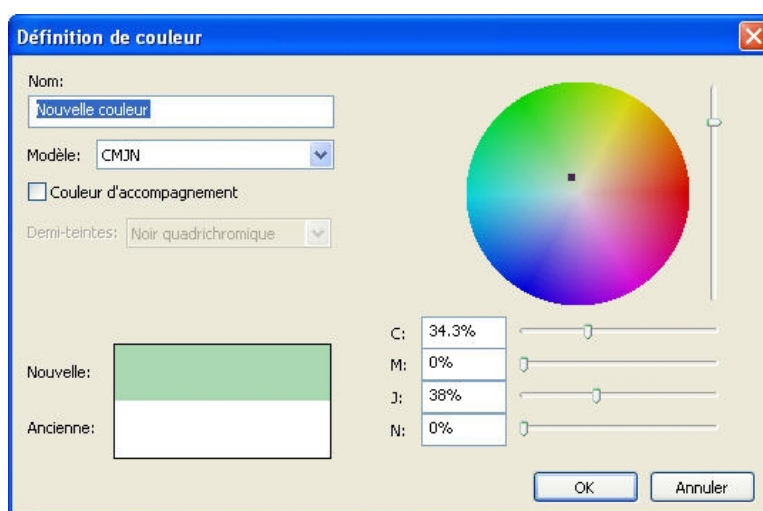 Définition de couleur
Nom:
Nouvelle couleur
Modèle: CMJN
Couleur d'accompagnement
Demi-teintes: Noir quadrichromique
C: 34.3%
M: 0%
J: 38%
N: 0%
Nouvelle:
Ancienne:
OK Annuler